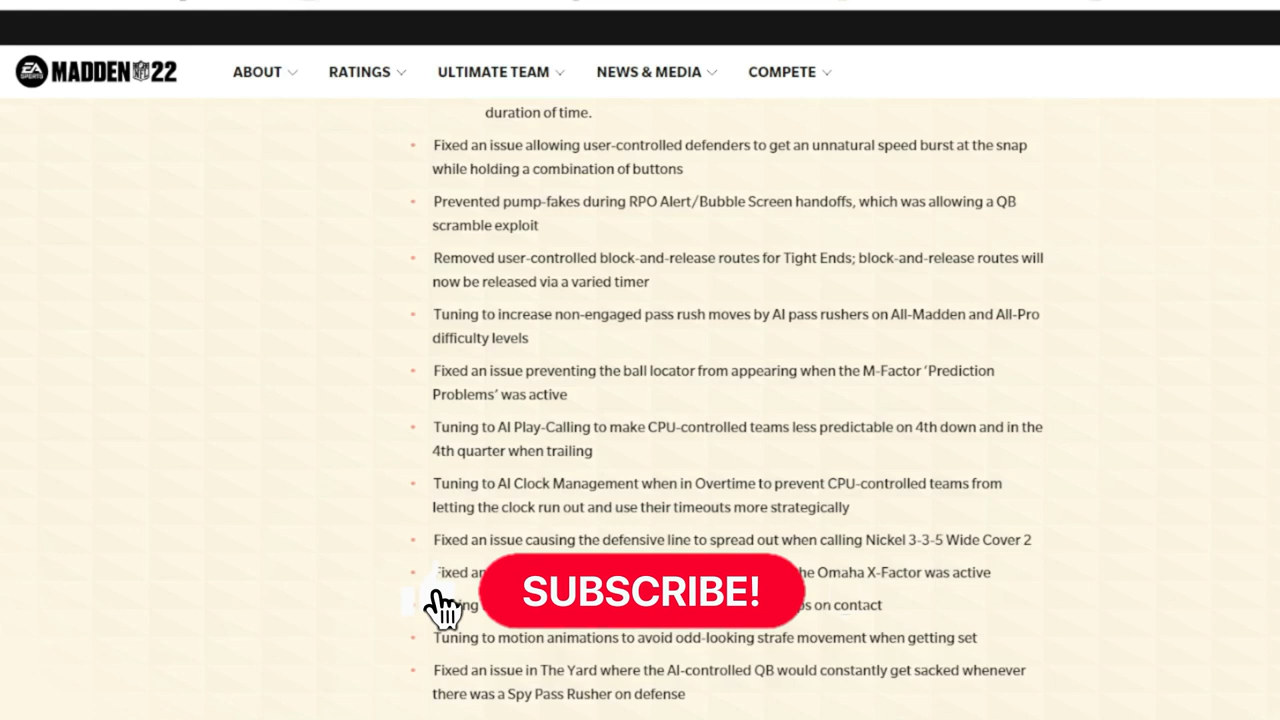 EA SPORTS MADDEN NFL 22 ABOUT RATINGS ULTIMATE TEAM NEWS & MEDIA COMPETE
duration of time.
Fixed an issue allowing user-controlled defenders to get an unnatural speed burst at the snap
while holding a combination of buttons
Prevented pump-fakes during RPO Alert/Bubble Screen handoffs, which was allowing a QB
scramble exploit
Removed user-controlled block-and-release routes for Tight Ends; block-and-release routes will
now be released via a varied timer
Tuning to increase non-engaged pass rush moves by AI pass rushers on All-Madden and All-Pro
difficulty levels
Fixed an issue preventing the ball locator from appearing when the M-Factor ‘Prediction
Problems’ was active
Tuning to AI Play-Calling to make CPU-controlled teams less predictable on 4th down and in the
4th quarter when trailing
Tuning to AI Clock Management when in Overtime to prevent CPU-controlled teams from
letting the clock run out and use their timeouts more strategically
Fixed an issue causing the defensive line to spread out when calling Nickel 3-3-5 Wide Cover 2
Fixed the Omaha X-Factor was active
SUBSCRIBE!
on contact
Tuning to motion animations to avoid odd-looking strafe movement when getting set
Fixed an issue in The Yard where the AI-controlled QB would constantly get sacked whenever
there was a Spy Pass Rusher on defense